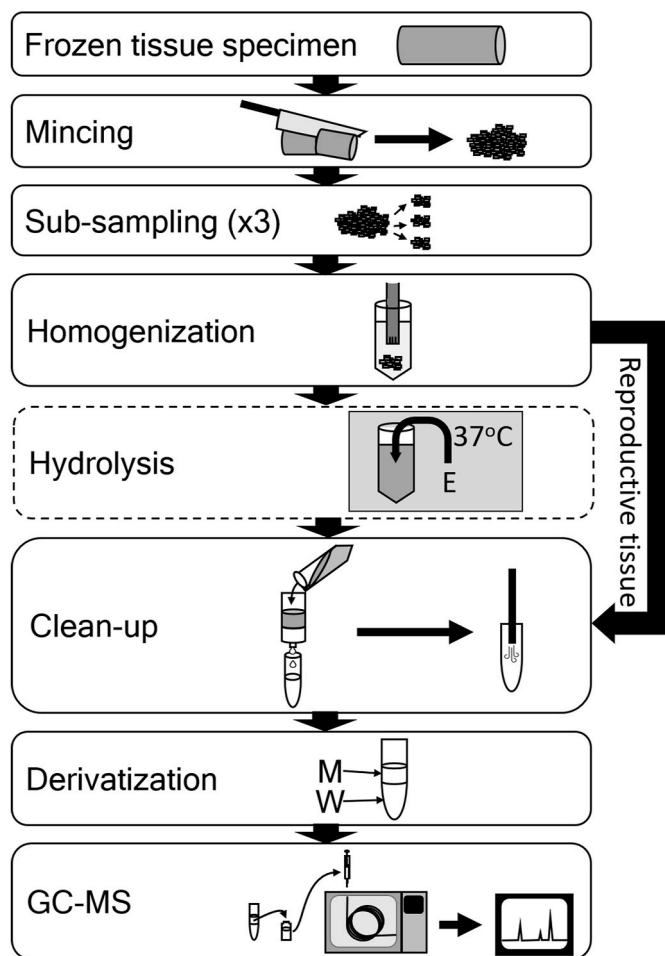 Frozen tissue specimen
Mincing
Sub-sampling (x3)
Homogenization
Reproductive tissue
Hydrolysis
37°C
E
Clean-up
Derivatization
M
W
GC-MS